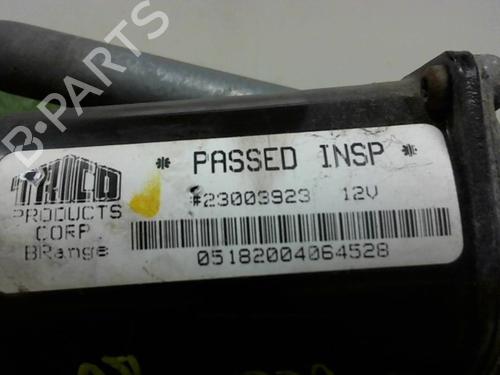 B-PARTS
TRICO
PRODUCTS
CORP
BRange
* PASSED INSP *
#23003923 12V
05182004064528